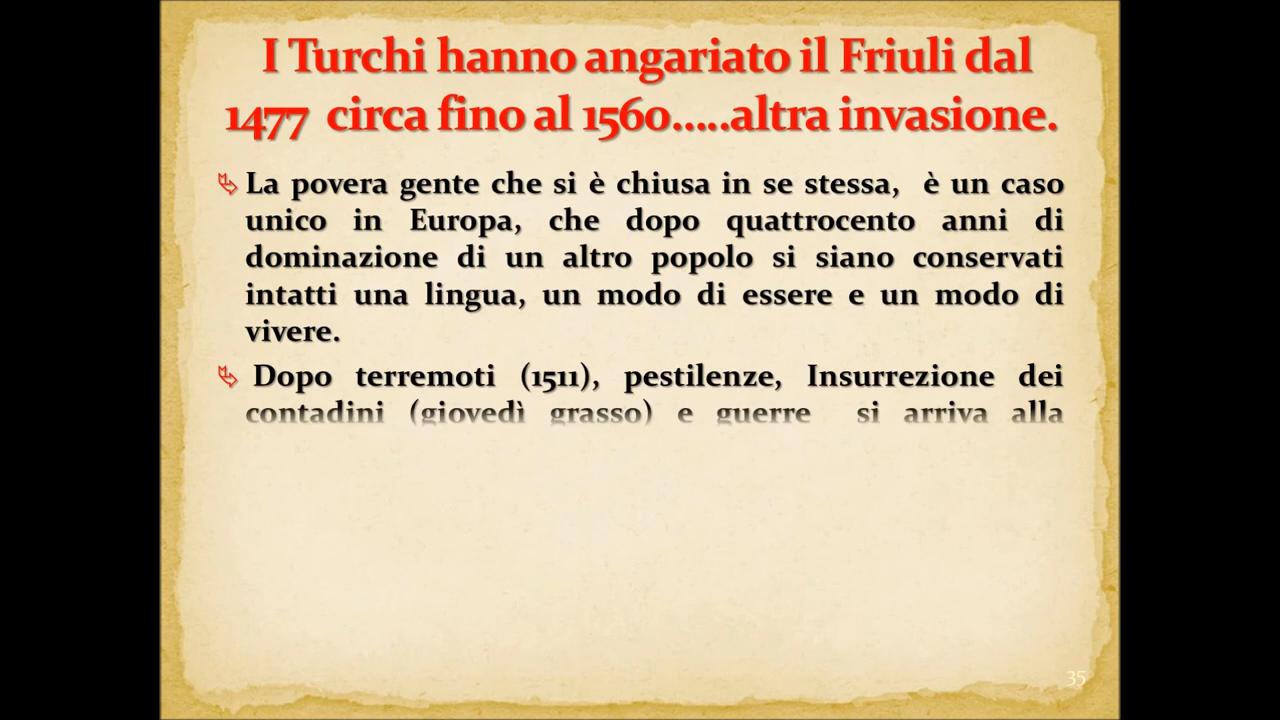 I Turchi hanno angariato il Friuli dal
1477 circa fino al 1560.....altra invasione.
La povera gente che si è chiusa in se stessa, è un caso
unico in Europa, che dopo quattrocento anni di
dominazione di un altro popolo si siano conservati
intatti una lingua, un modo di essere e un modo di
vivere.
Dopo terremoti (1511), pestilenze, Insurrezione dei
contadini (giovedì grasso) e guerre si arriva alla
35